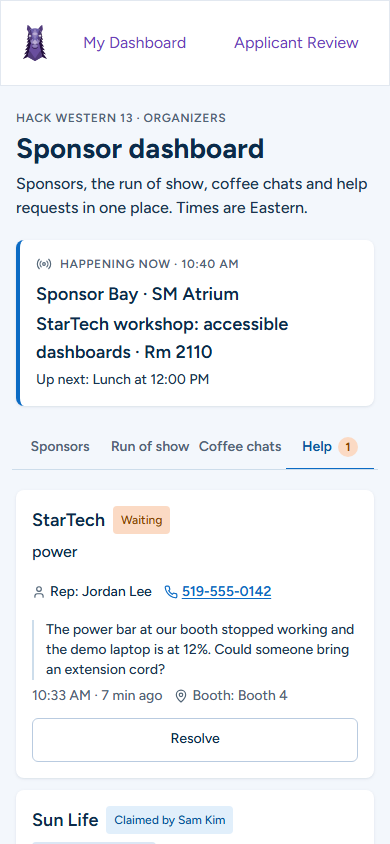 My Dashboard
Applicant Review
HACK WESTERN 13 · ORGANIZERS
Sponsor dashboard
Sponsors, the run of show, coffee chats and help
requests in one place. Times are Eastern.
HAPPENING NOW · 10:40 AM
Sponsor Bay · SM Atrium
StarTech workshop: accessible
dashboards · Rm 2110
Up next: Lunch at 12:00 PM
Sponsors
Run of show
Coffee chats
Help 1
StarTech Waiting
power
Rep: Jordan Lee 519-555-0142
The power bar at our booth stopped working and
the demo laptop is at 12%. Could someone bring
an extension cord?
10:33 AM · 7 min ago Booth: Booth 4
Resolve
Sun Life Claimed by Sam Kim